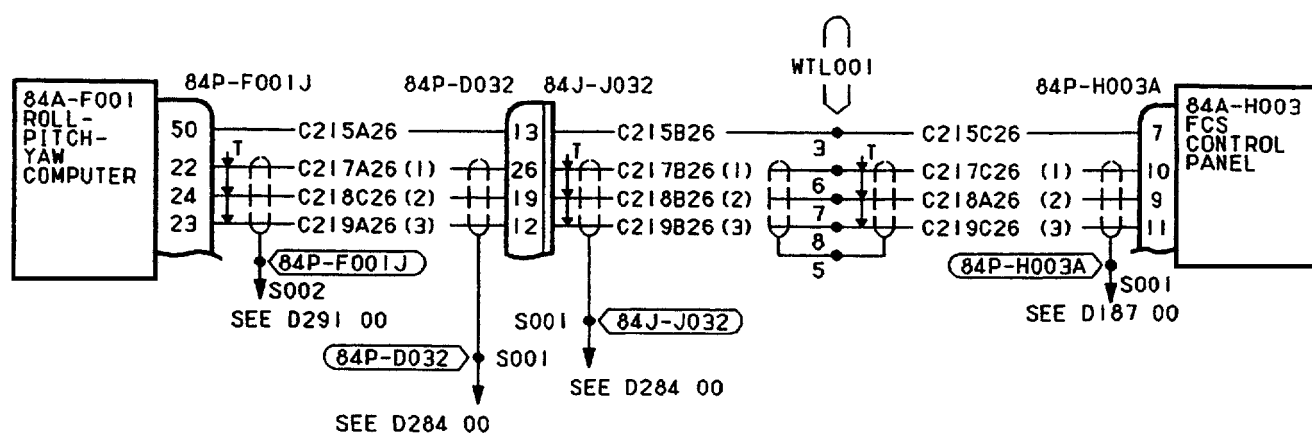 WTL001
84P-F001J 84P-D032 84J-J032 84P-H003A
84A-F001
ROLL-
PITCH-
YAW
COMPUTER
84A-H003
FCS
CONTROL
PANEL
50 C215A26 13 C215B26 3 C215C26 7
T T T
22 C217A26 (1) 26 C217B26 (1) 6 C217C26 (1) 10
24 C218C26 (2) 19 C218B26 (2) 7 C218A26 (2) 9
23 C219A26 (3) 12 C219B26 (3) 8 C219C26 (3) 11
5
84P-F001J
S002
SEE D291 00
84P-H003A
S001
SEE D187 00
S001 84J-J032
84P-D032 S001
SEE D284 00
SEE D284 00